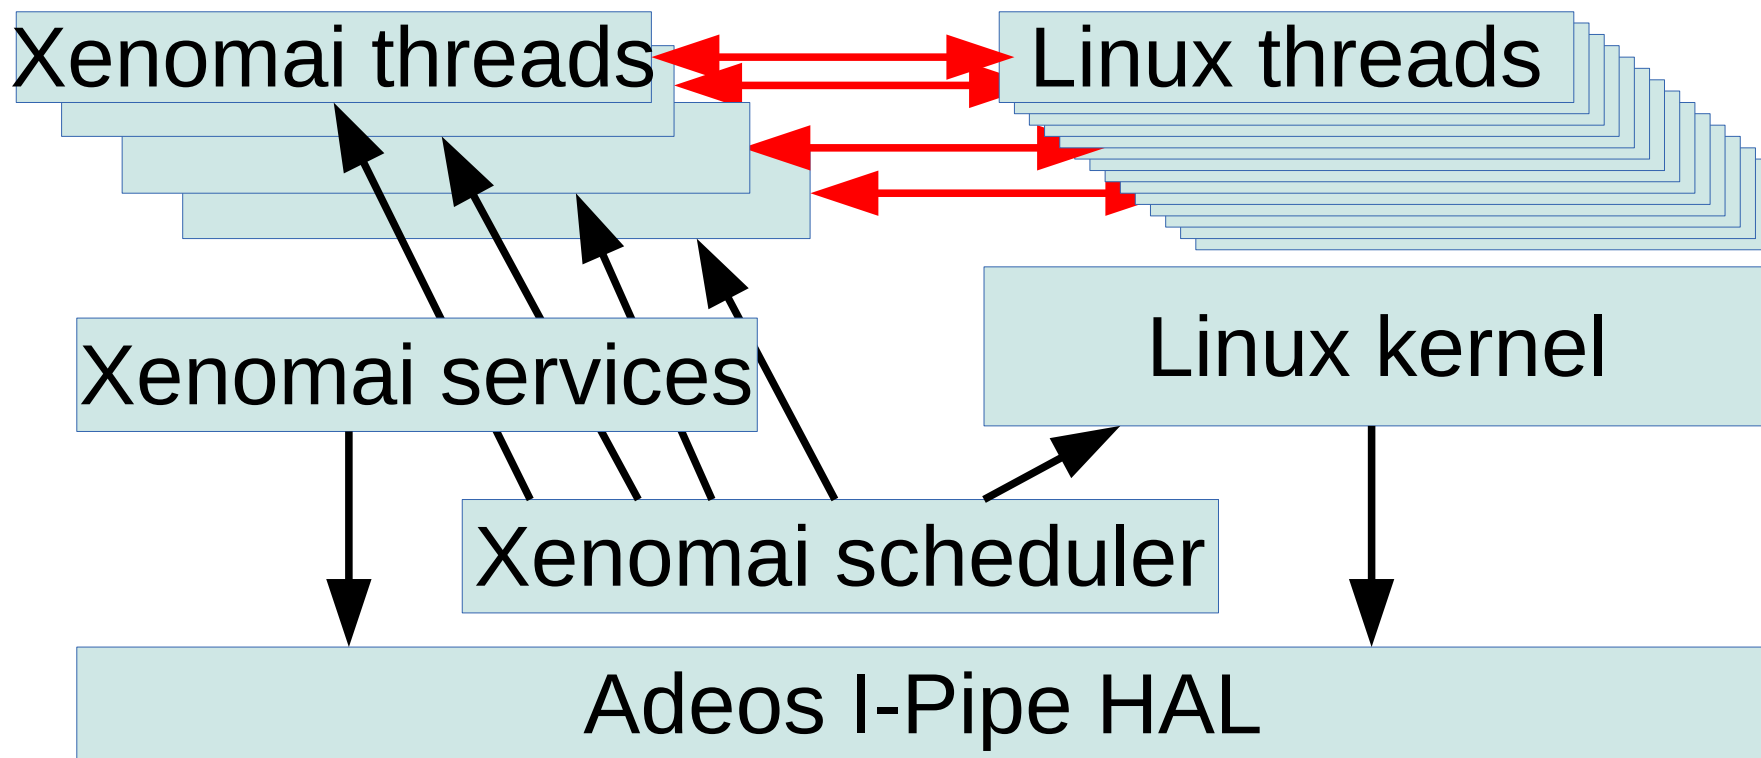 Xenomai threads
Linux threads
Linux kernel
Xenomai services
Xenomai scheduler
Adeos I-Pipe HAL